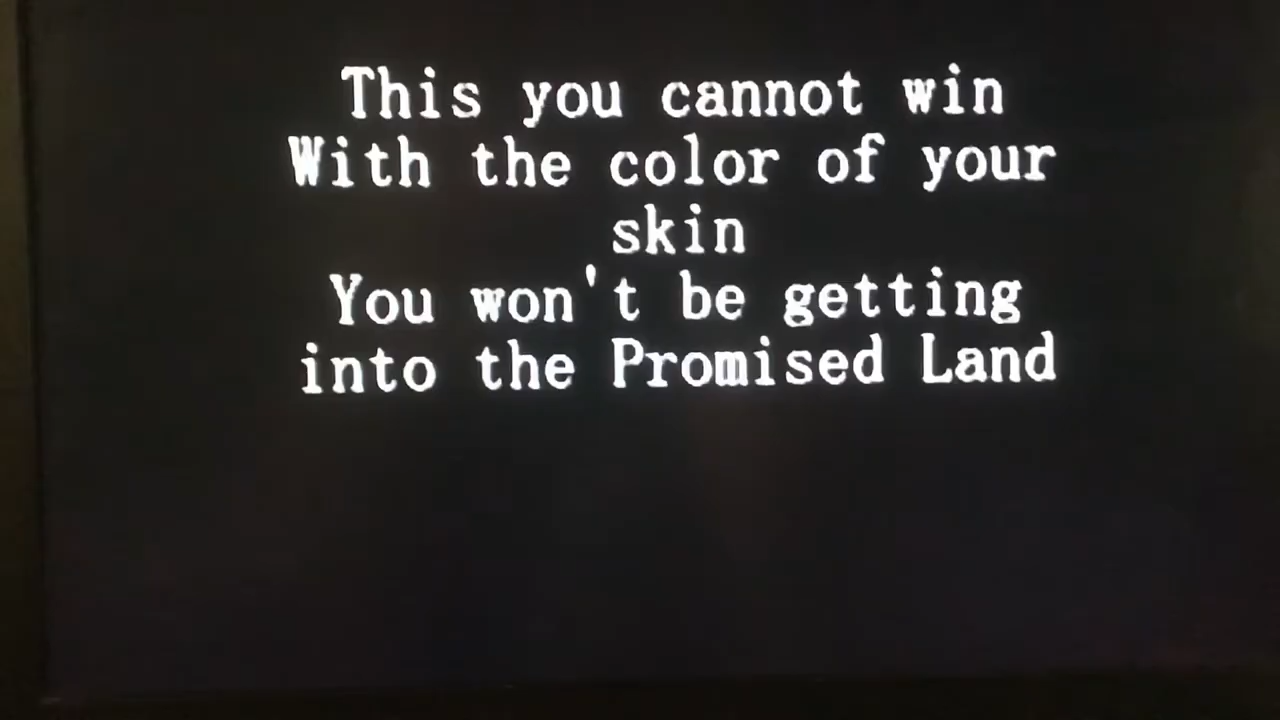 This you cannot win
With the color of your
skin
You won't be getting
into the Promised Land